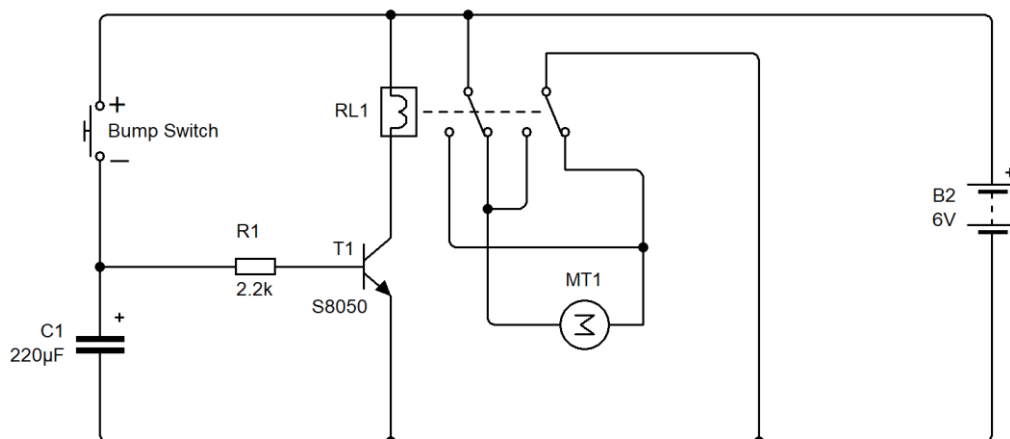 +
RL1
Bump Switch
−
+
B2
6V
R1
T1
2.2k
S8050
MT1
+
C1
220µF